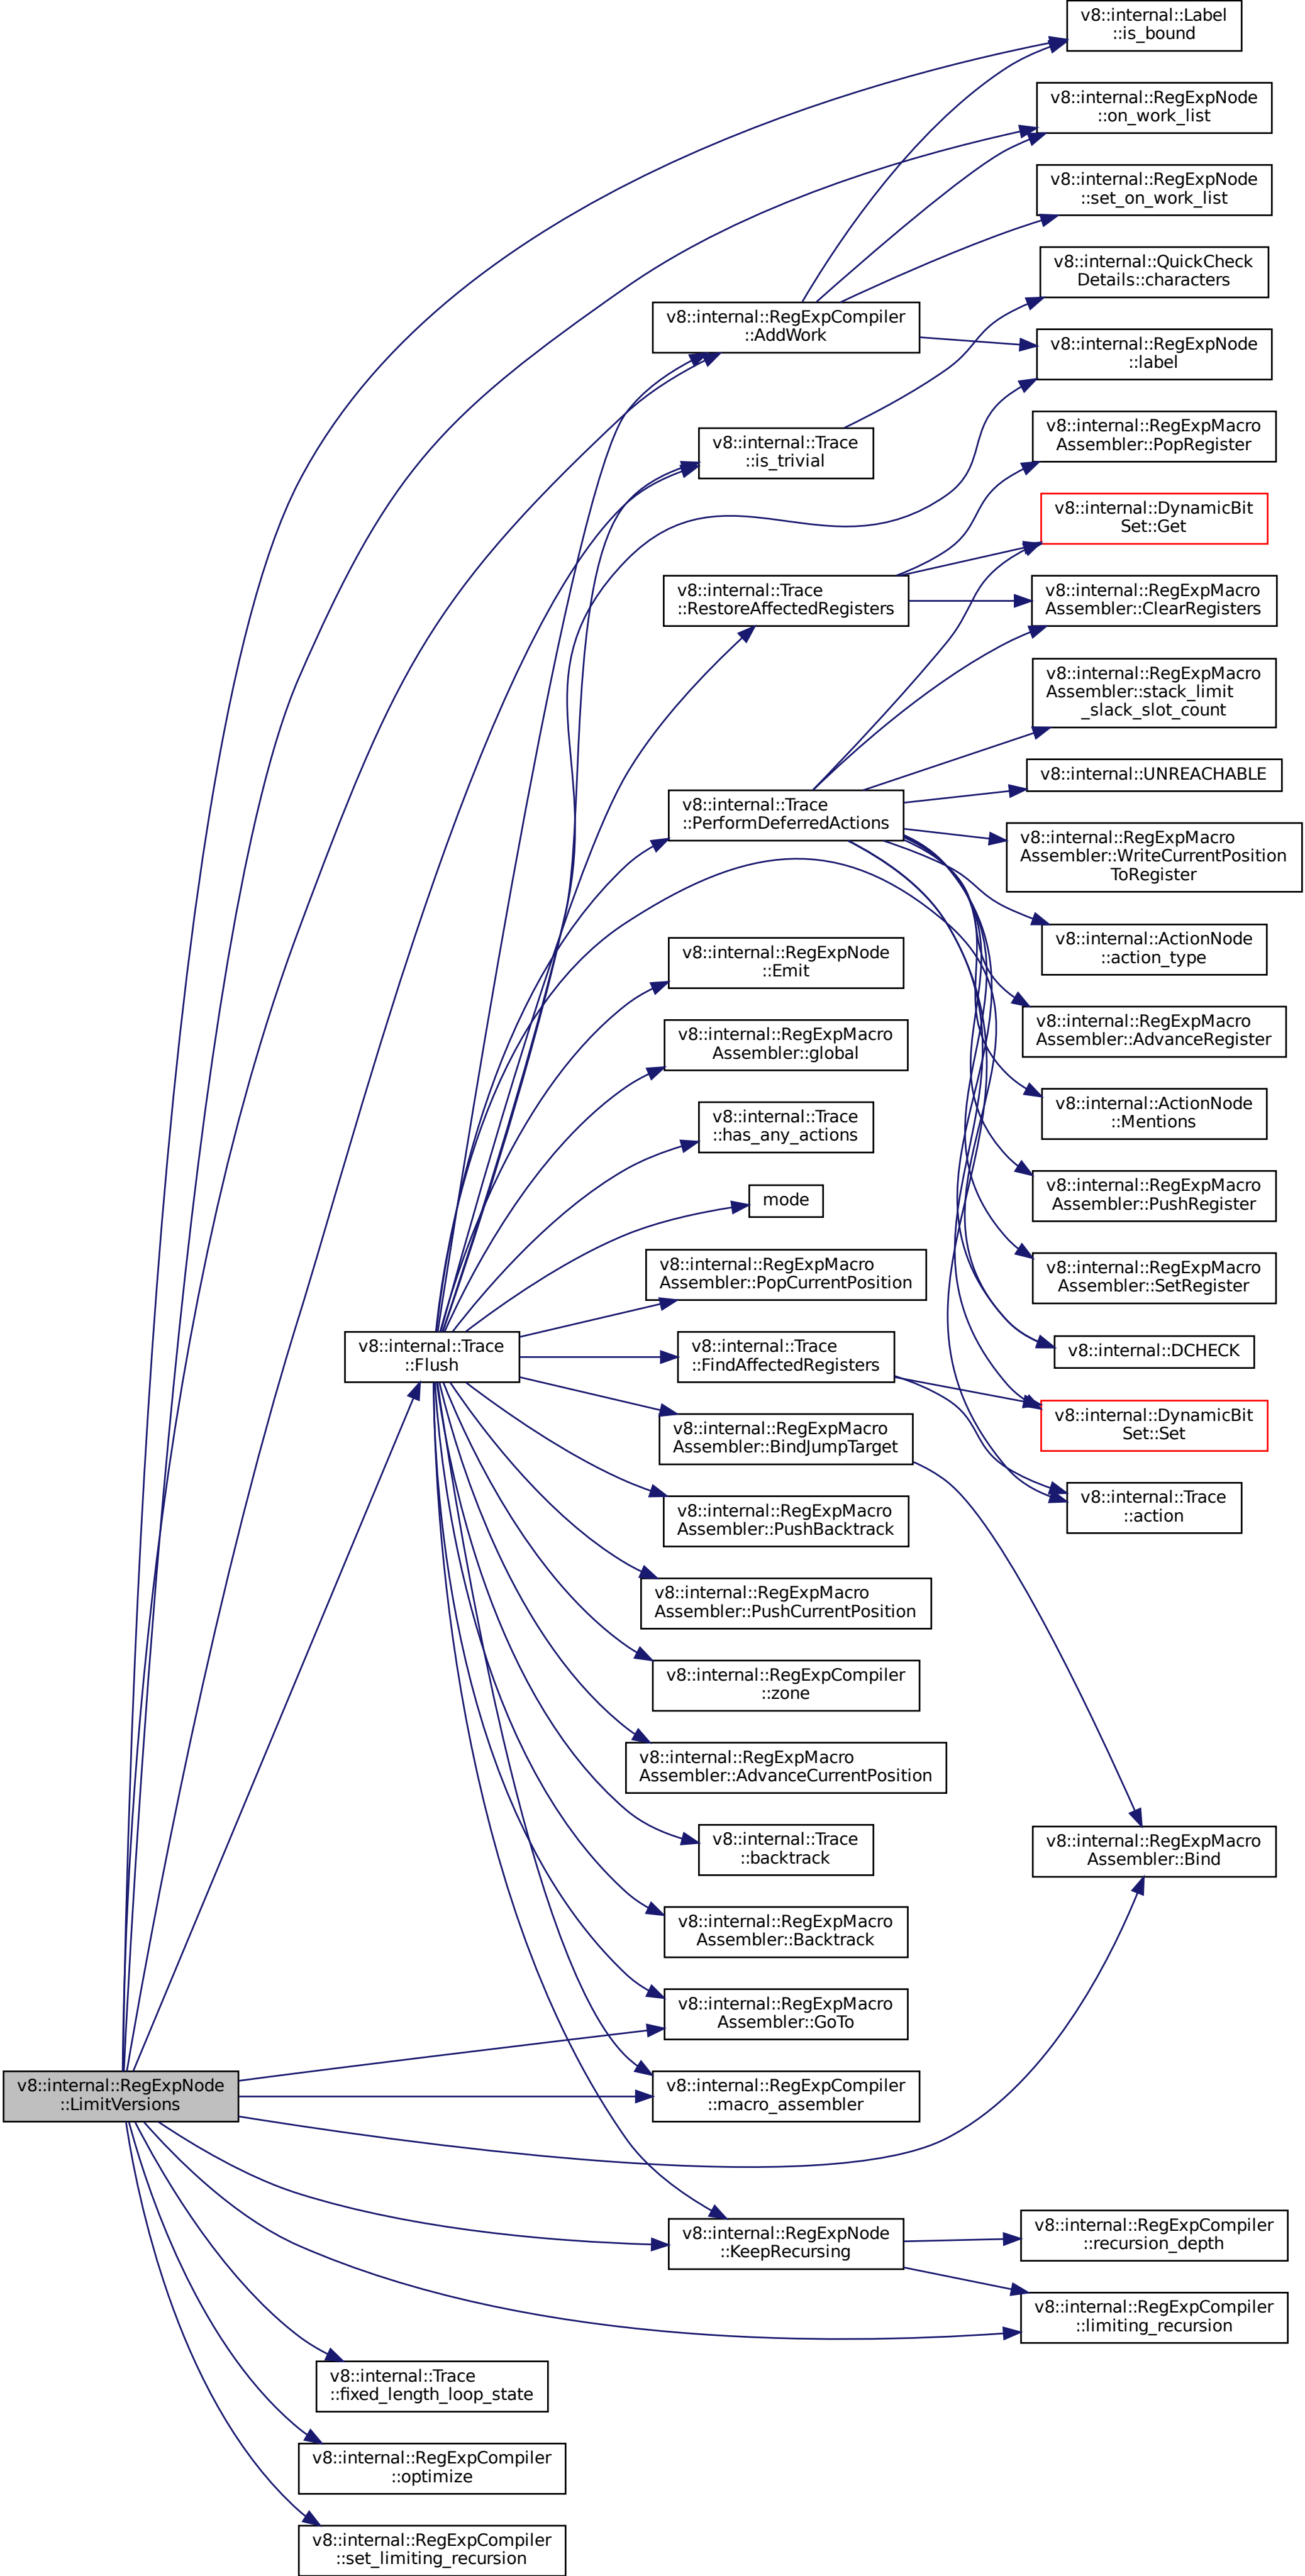 v8::internal::Label
::is_bound
v8::internal::RegExpNode
::on_work_list
v8::internal::RegExpNode
::set_on_work_list
v8::internal::QuickCheck
Details::characters
v8::internal::RegExpCompiler
::AddWork
v8::internal::RegExpNode
::label
v8::internal::RegExpMacro
Assembler::PopRegister
v8::internal::Trace
::is_trivial
v8::internal::DynamicBit
Set::Get
v8::internal::Trace
::RestoreAffectedRegisters
v8::internal::RegExpMacro
Assembler::ClearRegisters
v8::internal::RegExpMacro
Assembler::stack_limit
_slack_slot_count
v8::internal::UNREACHABLE
v8::internal::Trace
::PerformDeferredActions
v8::internal::RegExpMacro
Assembler::WriteCurrentPosition
ToRegister
v8::internal::ActionNode
::action_type
v8::internal::RegExpNode
::Emit
v8::internal::RegExpMacro
Assembler::AdvanceRegister
v8::internal::RegExpMacro
Assembler::global
v8::internal::ActionNode
::Mentions
v8::internal::Trace
::has_any_actions
v8::internal::RegExpMacro
Assembler::PushRegister
mode
v8::internal::RegExpMacro
Assembler::SetRegister
v8::internal::RegExpMacro
Assembler::PopCurrentPosition
v8::internal::Trace
::Flush
v8::internal::Trace
::FindAffectedRegisters
v8::internal::DCHECK
v8::internal::DynamicBit
Set::Set
v8::internal::RegExpMacro
Assembler::BindJumpTarget
v8::internal::Trace
::action
v8::internal::RegExpMacro
Assembler::PushBacktrack
v8::internal::RegExpMacro
Assembler::PushCurrentPosition
v8::internal::RegExpCompiler
::zone
v8::internal::RegExpMacro
Assembler::AdvanceCurrentPosition
v8::internal::Trace
::backtrack
v8::internal::RegExpMacro
Assembler::Bind
v8::internal::RegExpMacro
Assembler::Backtrack
v8::internal::RegExpMacro
Assembler::GoTo
v8::internal::RegExpNode
::LimitVersions
v8::internal::RegExpCompiler
::macro_assembler
v8::internal::RegExpNode
::KeepRecursing
v8::internal::RegExpCompiler
::recursion_depth
v8::internal::RegExpCompiler
::limiting_recursion
v8::internal::Trace
::fixed_length_loop_state
v8::internal::RegExpCompiler
::optimize
v8::internal::RegExpCompiler
::set_limiting_recursion